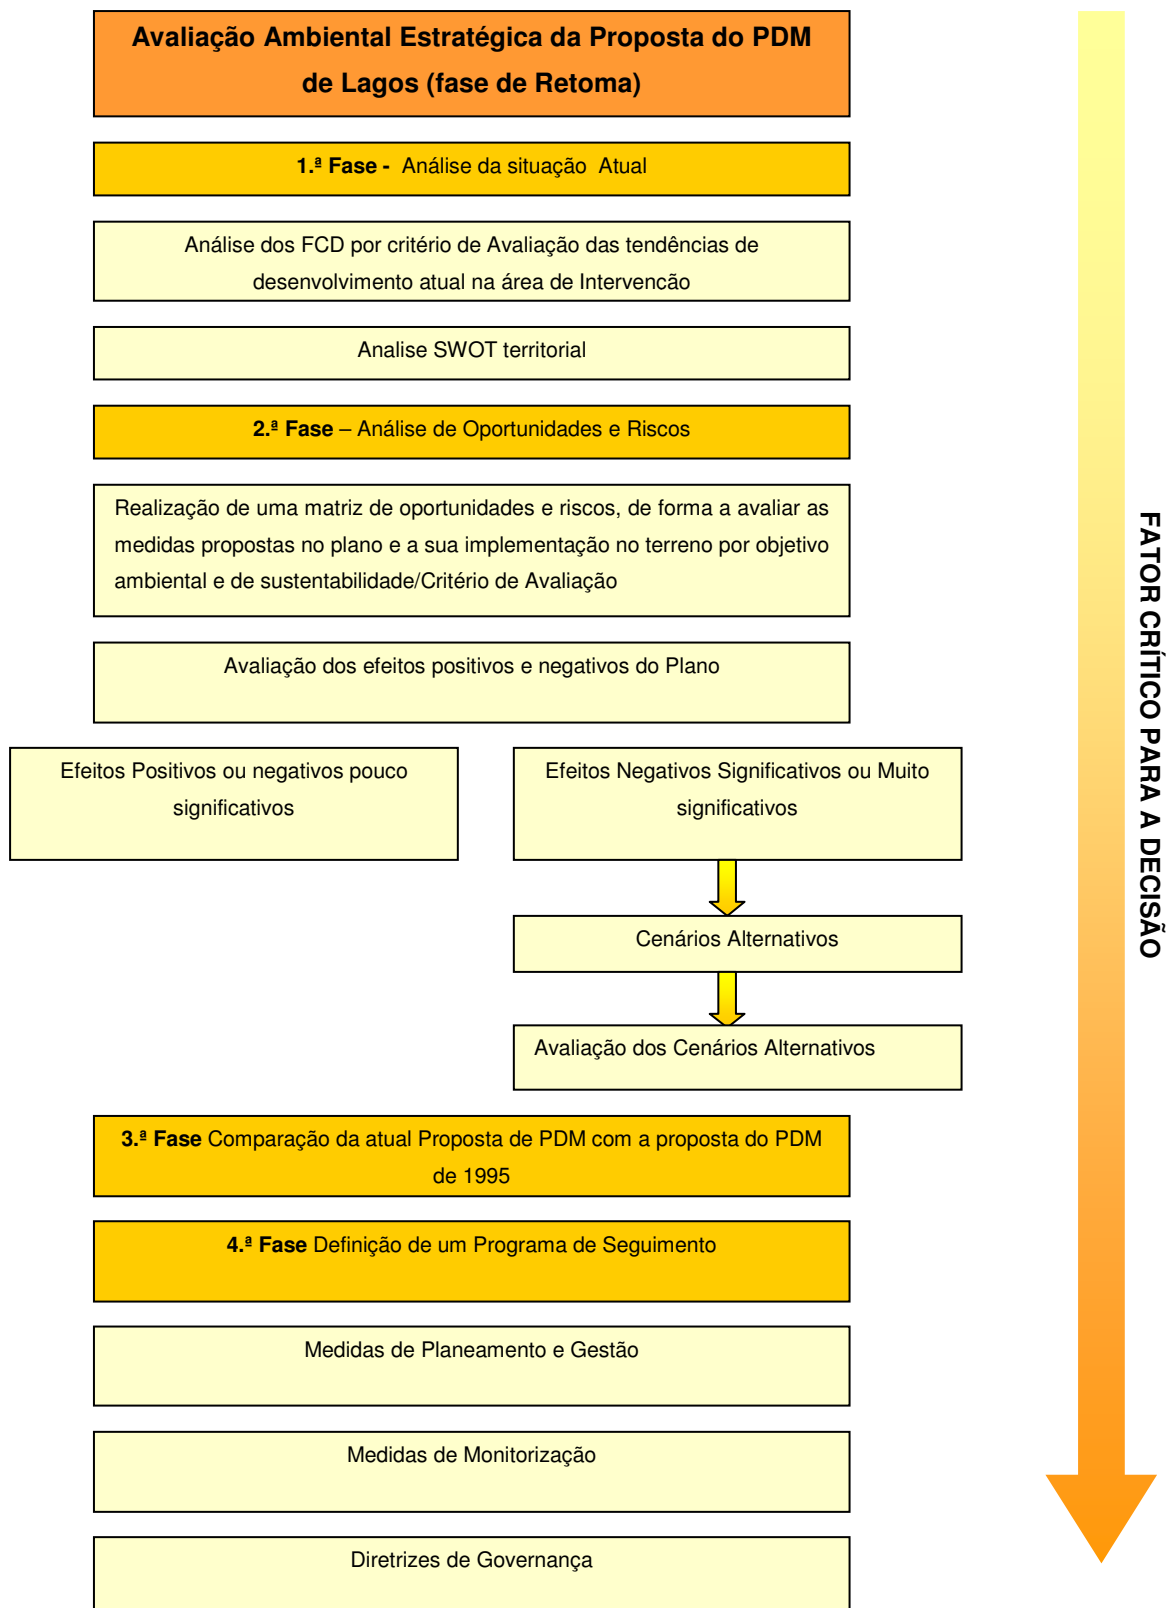 Avaliação Ambiental Estratégica da Proposta do PDM
de Lagos (fase de Retoma)
1.ª Fase - Análise da situação Atual
Análise dos FCD por critério de Avaliação das tendências de
desenvolvimento atual na área de Intervencão
Analise SWOT territorial
2.ª Fase – Análise de Oportunidades e Riscos
Realização de uma matriz de oportunidades e riscos, de forma a avaliar as
medidas propostas no plano e a sua implementação no terreno por objetivo
ambiental e de sustentabilidade/Critério de Avaliação
Avaliação dos efeitos positivos e negativos do Plano
Efeitos Positivos ou negativos pouco
significativos
Efeitos Negativos Significativos ou Muito
significativos
Cenários Alternativos
Avaliação dos Cenários Alternativos
3.ª Fase Comparação da atual Proposta de PDM com a proposta do PDM
de 1995
4.ª Fase Definição de um Programa de Seguimento
Medidas de Planeamento e Gestão
Medidas de Monitorização
Diretrizes de Governança
FATOR CRÍTICO PARA A DECISÃO